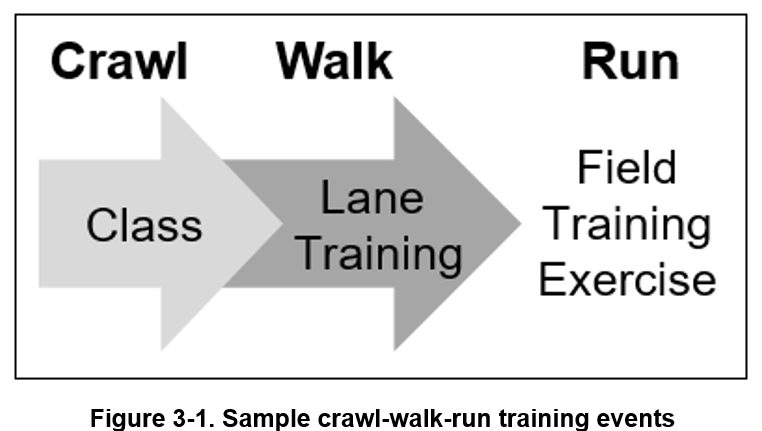 Crawl Walk Run
Class
Lane
Training
Field
Training
Exercise
Figure 3-1. Sample crawl-walk-run training events